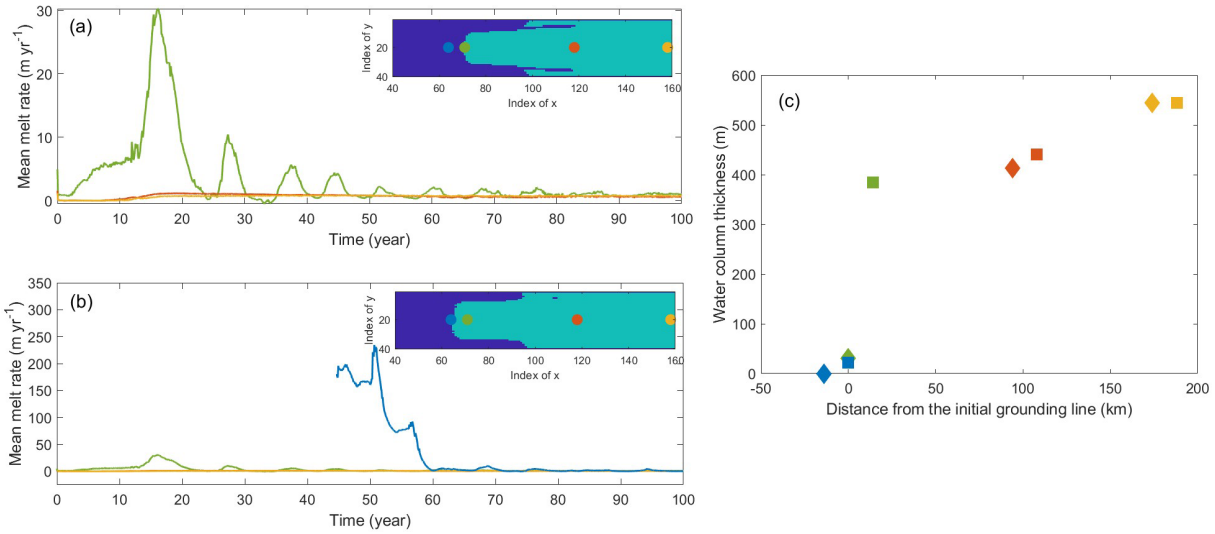 (a)
Mean melt rate (m yr-1)
30
20
10
0
0 10 20 30 40 50 60 70 80 90 100
Time (year)
Index of y
20
40
40 60 80 100 120 140 160
Index of x
(b)
Mean melt rate (m yr-1)
350
300
250
200
150
100
50
0
0 10 20 30 40 50 60 70 80 90 100
Time (year)
Index of y
20
40
40 60 80 100 120 140 160
Index of x
(c)
Water column thickness (m)
600
500
400
300
200
100
0
-50 0 50 100 150 200
Distance from the initial grounding line (km)